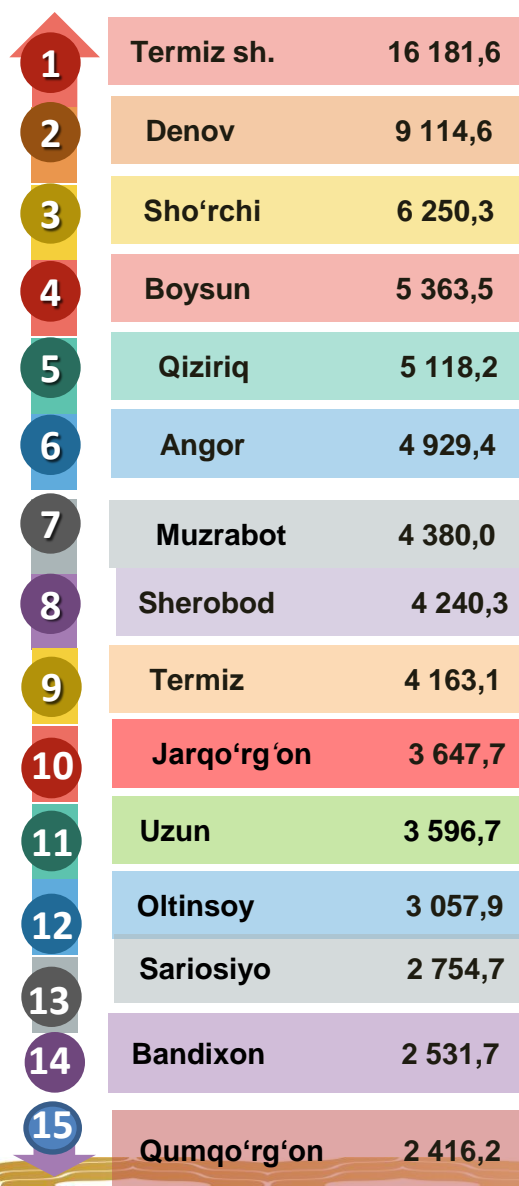 1 Termiz sh. 16 181,6
2 Denov 9 114,6
3 Sho‘rchi 6 250,3
4 Boysun 5 363,5
5 Qiziriq 5 118,2
6 Angor 4 929,4
7 Muzrabot 4 380,0
8 Sherobod 4 240,3
9 Termiz 4 163,1
10 Jarqo‘rg‘on 3 647,7
11 Uzun 3 596,7
12 Oltinsoy 3 057,9
13 Sariosiyo 2 754,7
14 Bandixon 2 531,7
15 Qumqo‘rg‘on 2 416,2